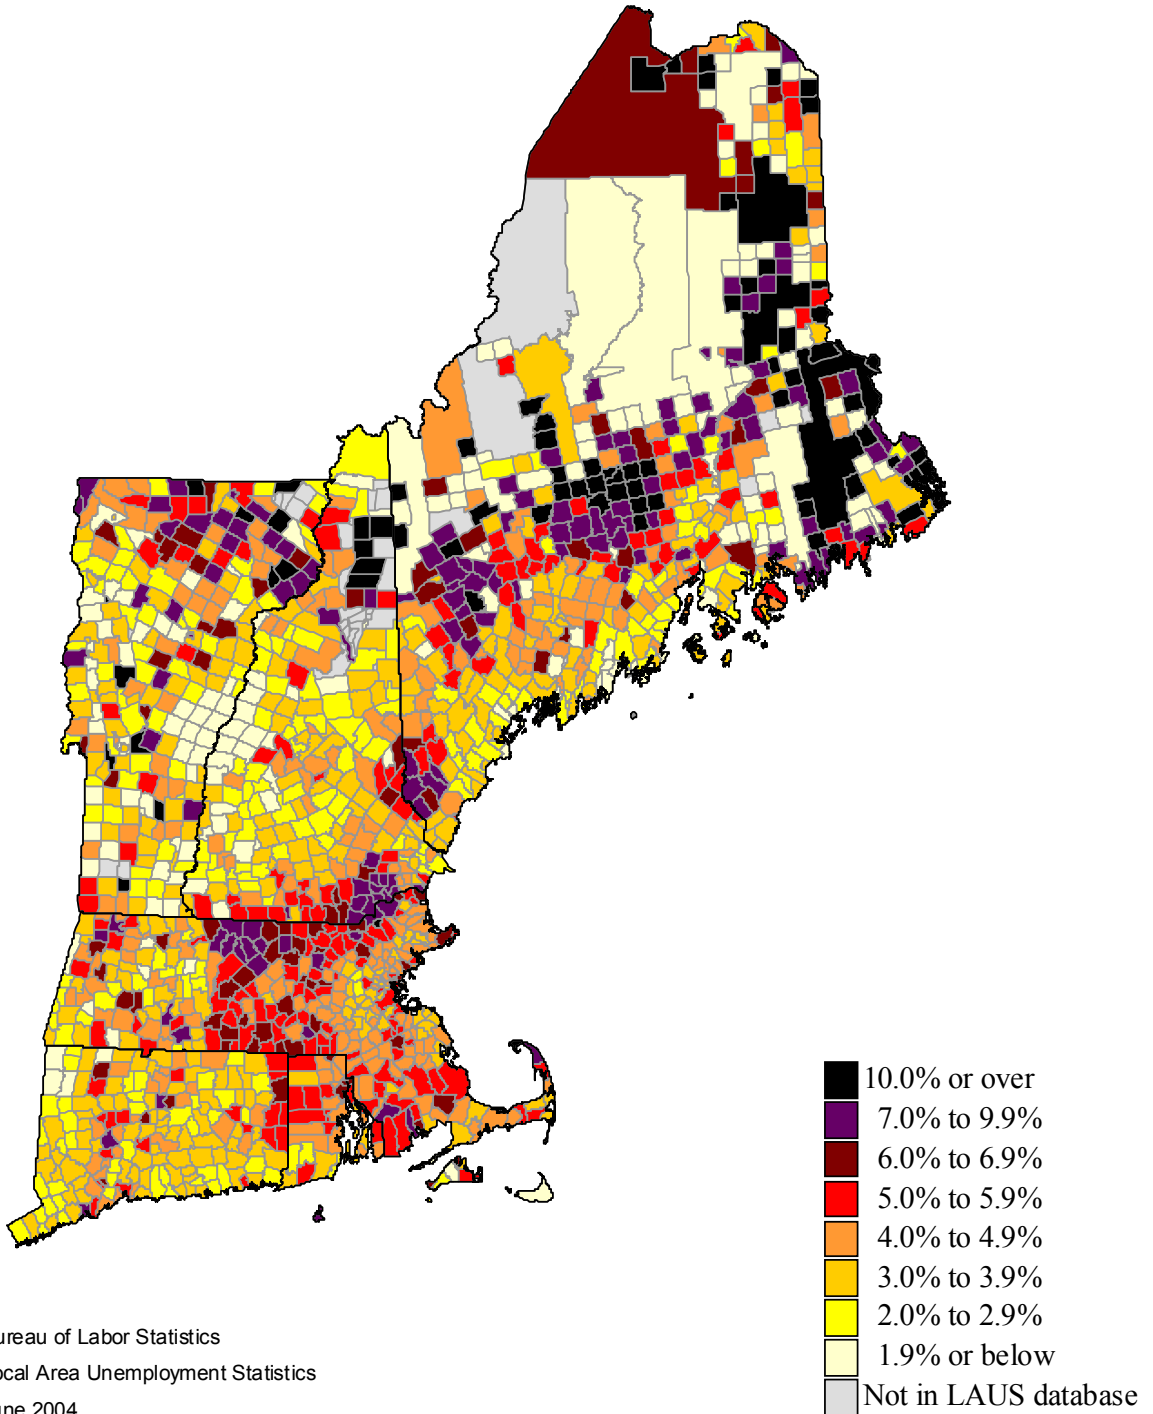 10.0% or over
7.0% to 9.9%
6.0% to 6.9%
5.0% to 5.9%
4.0% to 4.9%
3.0% to 3.9%
2.0% to 2.9%
1.9% or below
Not in LAUS database
ureau of Labor Statistics
ocal Area Unemployment Statistics
une 2004